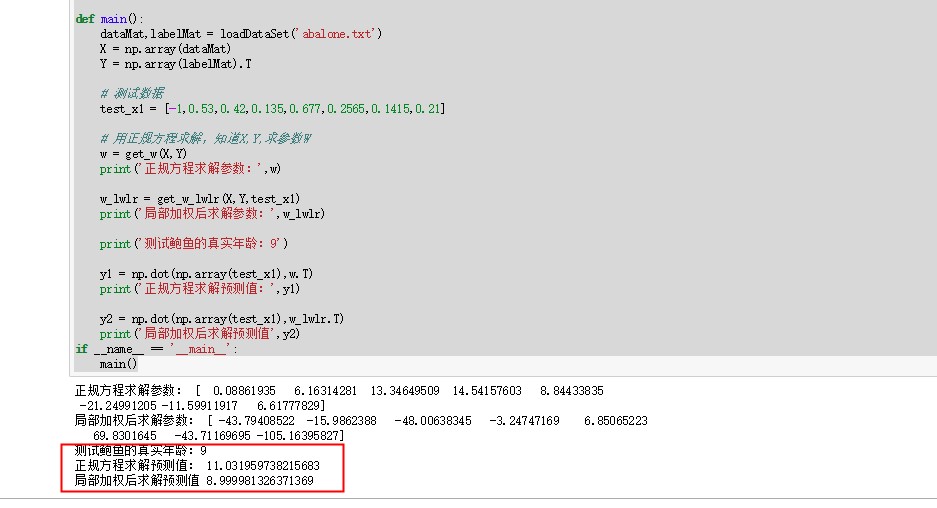 def main():
    dataMat,labelMat = loadDataSet('abalone.txt')
    X = np.array(dataMat)
    Y = np.array(labelMat).T
    # 测试数据
    test_x1 = [-1,0.53,0.42,0.135,0.677,0.2565,0.1415,0.21]
    # 用正规方程求解，知道X,Y,求参数W
    w = get_w(X,Y)
    print('正规方程求解参数：',w)
    w_lwlr = get_w_lwlr(X,Y,test_x1)
    print('局部加权后求解参数：',w_lwlr)
    print('测试鲍鱼的真实年龄：9')
    y1 = np.dot(np.array(test_x1),w.T)
    print('正规方程求解预测值：',y1)
    y2 = np.dot(np.array(test_x1),w_lwlr.T)
    print('局部加权后求解预测值',y2)
if __name__ == '__main__':
    main()
正规方程求解参数： [  0.08861935   6.16314281  13.34649509  14.54157603   8.84433835
 -21.24991205 -11.59911917   6.61777829]
局部加权后求解参数： [ -43.79408522  -15.9862388   -48.00638345   -3.24747169    6.85065223
   69.8301645   -43.71169695 -105.16395827]
测试鲍鱼的真实年龄：9
正规方程求解预测值： 11.031959738215683
局部加权后求解预测值 8.999981326371369